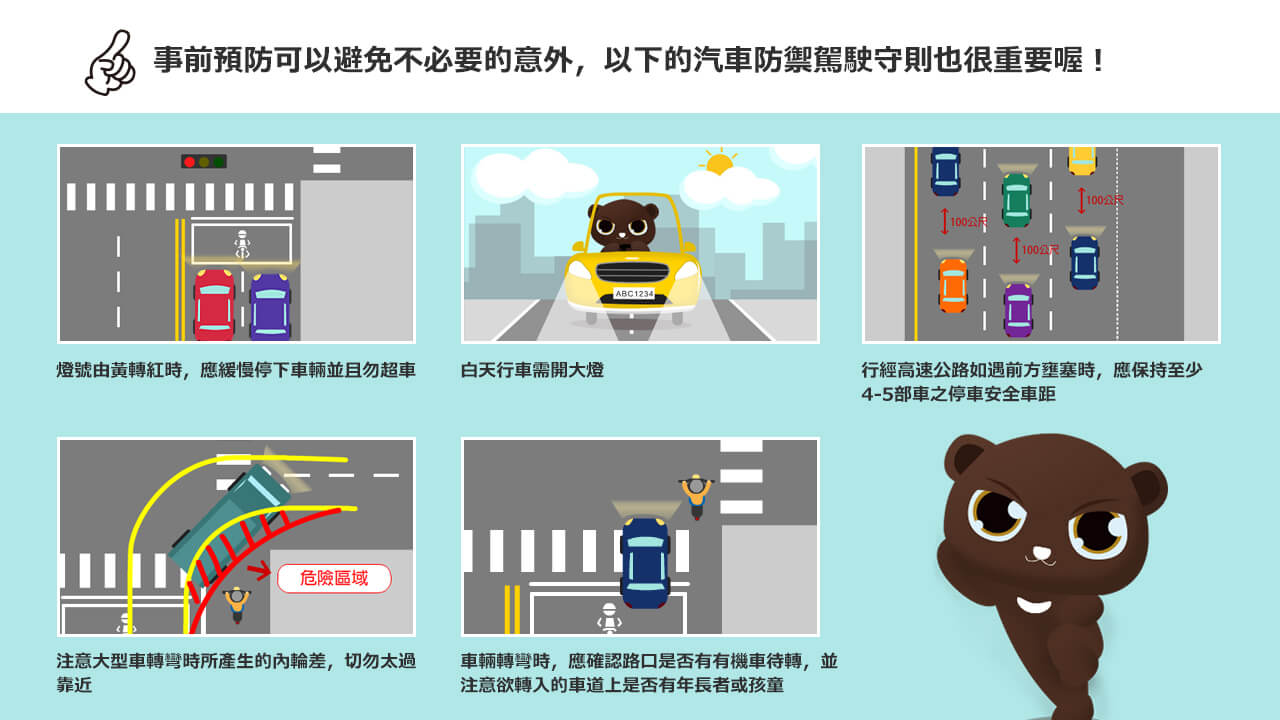 事前預防可以避免不必要的意外，以下的汽車防禦駕駛守則也很重要喔！
燈號由黃轉紅時，應緩慢停下車輛並且勿超車
ABC1234
白天行車需開大燈
100公尺
100公尺
100公尺
行經高速公路如遇前方壅塞時，應保持至少
4-5部車之停車安全車距
危險區域
注意大型車轉彎時所產生的內輪差，切勿太過
靠近
車輛轉彎時，應確認路口是否有有機車待轉，並
注意欲轉入的車道上是否有年長者或孩童